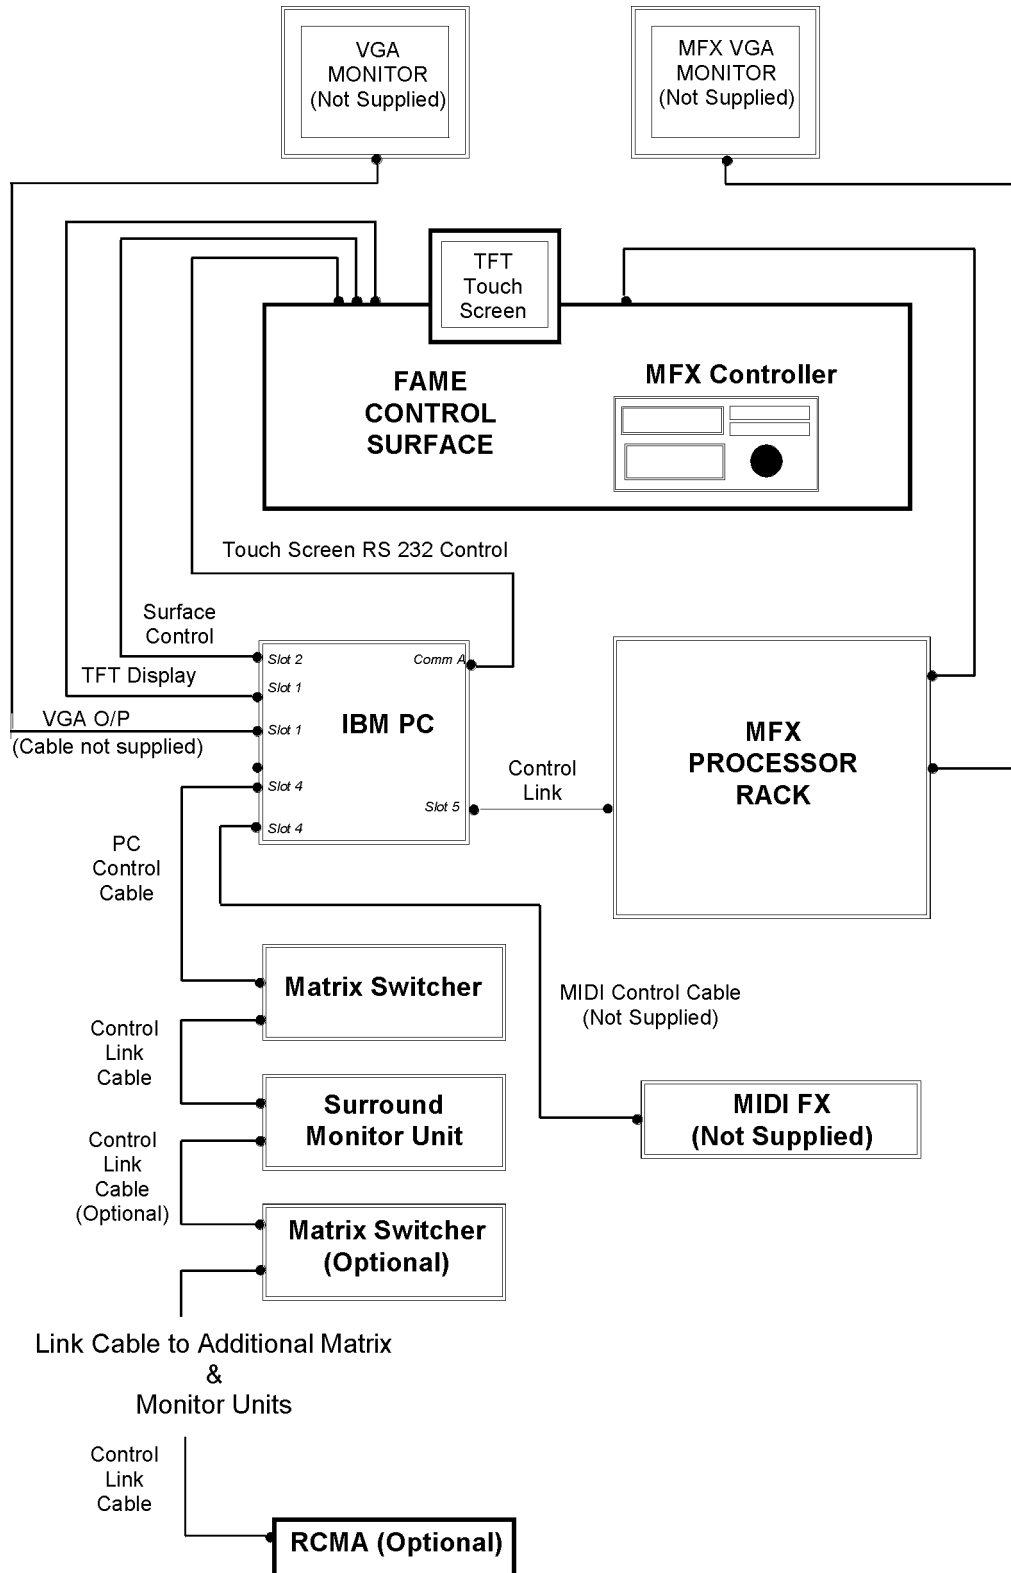 VGA
MONITOR
(Not Supplied)
MFX VGA
MONITOR
(Not Supplied)
TFT
Touch
Screen
FAME
CONTROL
SURFACE
MFX Controller
Touch Screen RS 232 Control
Surface
Control
TFT Display
VGA O/P
(Cable not supplied)
Slot 2
Comm A
Slot 1
Slot 1
IBM PC
Slot 4
Slot 5
Slot 4
Control
Link
MFX
PROCESSOR
RACK
PC
Control
Cable
Matrix Switcher
MIDI Control Cable
(Not Supplied)
Control
Link
Cable
Surround
Monitor Unit
MIDI FX
(Not Supplied)
Control
Link
Cable
(Optional)
Matrix Switcher
(Optional)
Link Cable to Additional Matrix
&
Monitor Units
Control
Link
Cable
RCMA (Optional)